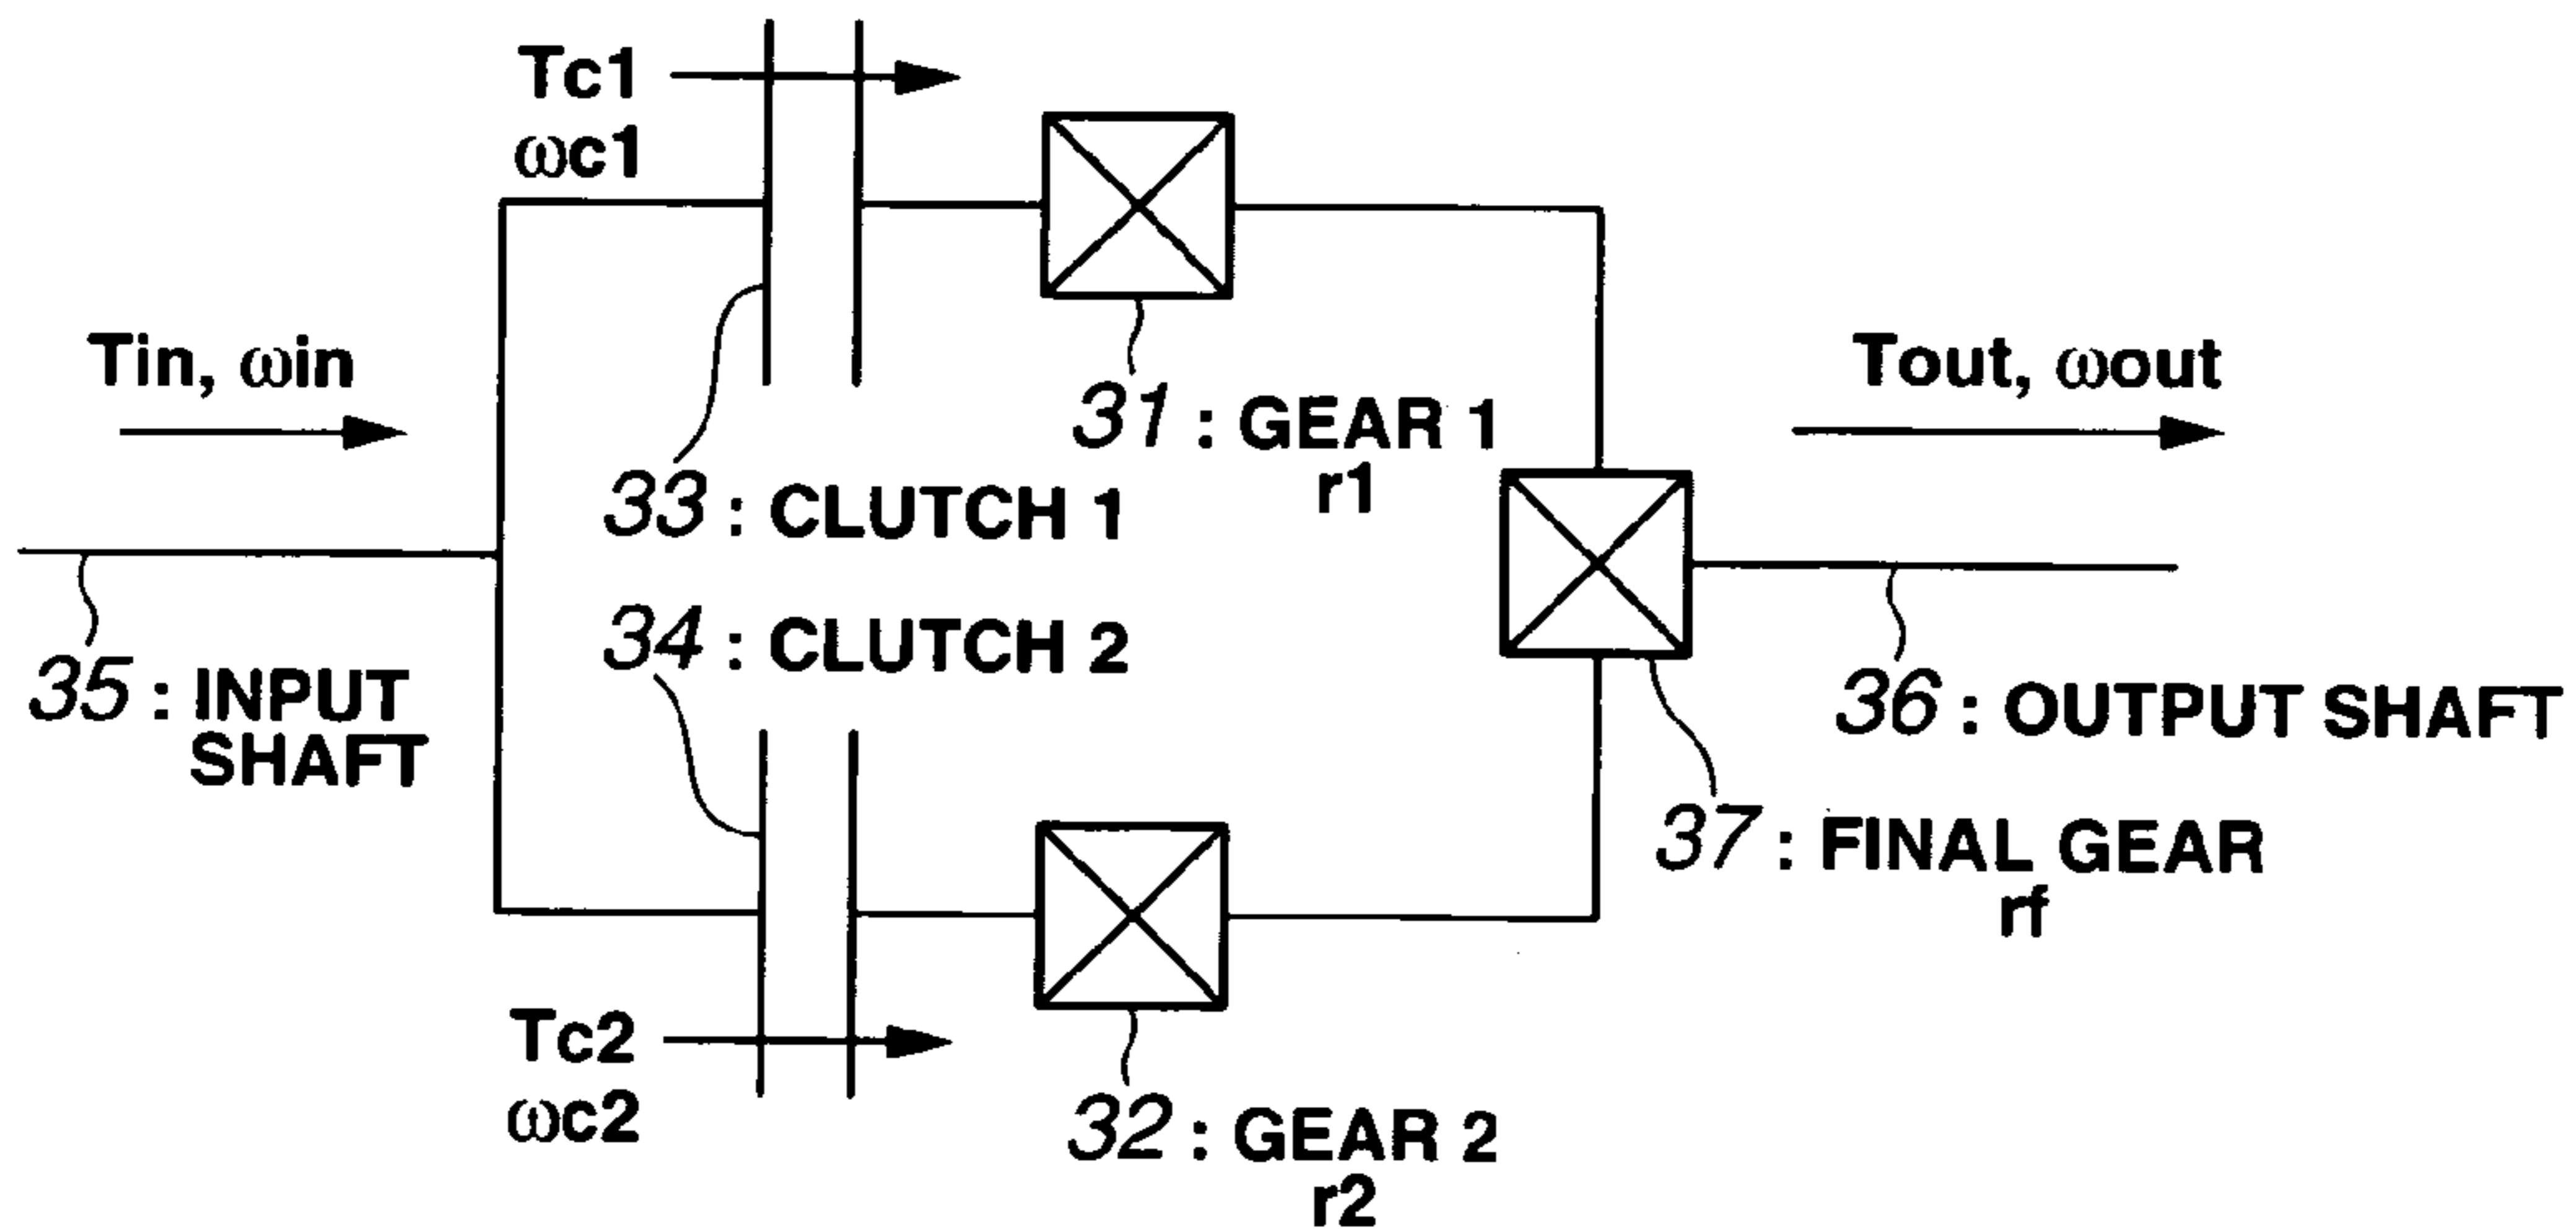 Tc1
ωc1
Tin, ωin
31 : GEAR 1
r1
Tout, ωout
33 : CLUTCH 1
34 : CLUTCH 2
35 : INPUT
SHAFT
36 : OUTPUT SHAFT
37 : FINAL GEAR
rf
Tc2
ωc2
32 : GEAR 2
r2